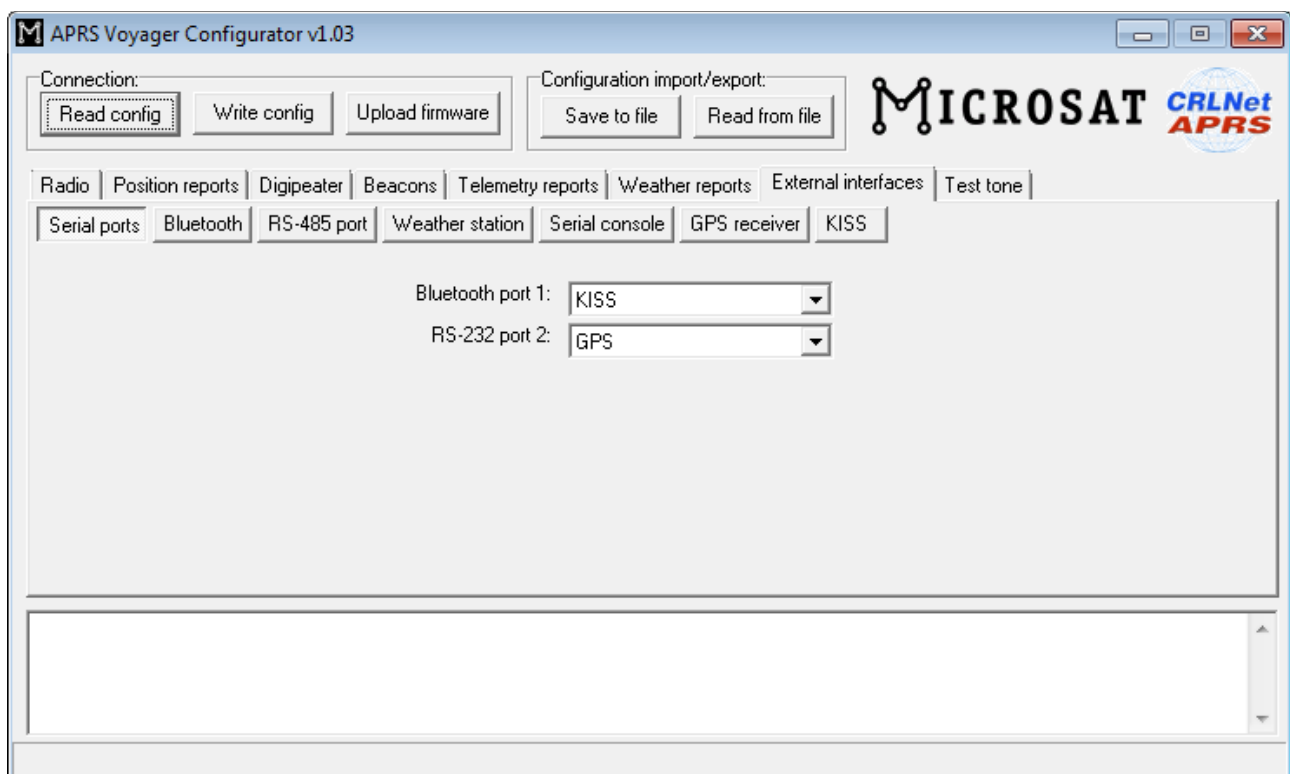 APRS Voyager Configurator v1.03
Connection:
Read config Write config Upload firmware
Configuration import/export:
Save to file Read from file
MICROSAT
CRLNet
APRS
Radio Position reports Digipeater Beacons Telemetry reports Weather reports External interfaces Test tone
Serial ports Bluetooth RS-485 port Weather station Serial console GPS receiver KISS
Bluetooth port 1: KISS
RS-232 port 2: GPS